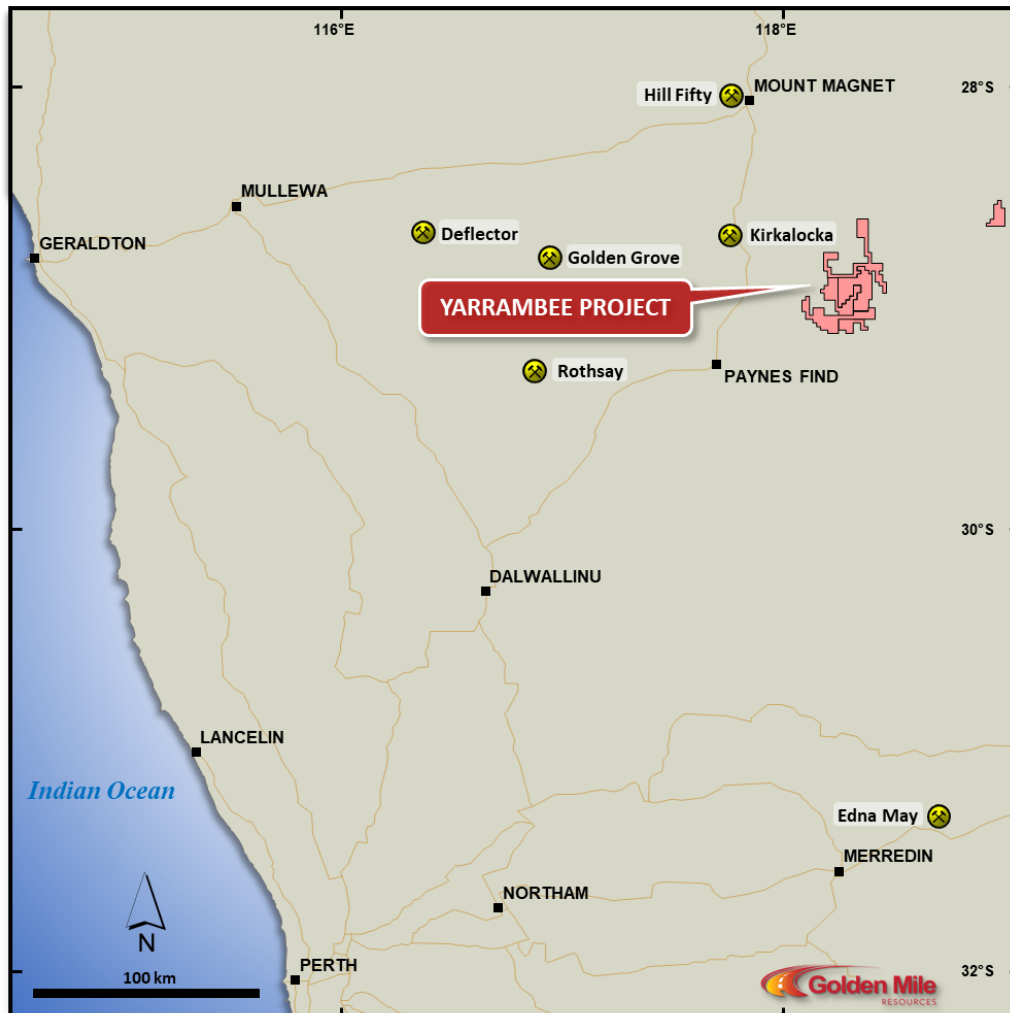 116°E
118°E
28°S
Hill Fifty
MOUNT MAGNET
MULLEWA
Deflector
Kirkalocka
GERALDTON
Golden Grove
YARRAMBEE PROJECT
Rothsay
PAYNES FIND
30°S
DALWALLINU
LANCELIN
Indian Ocean
Edna May
MERREDIN
NORTHAM
N
PERTH
32°S
100 km
Golden Mile
RESOURCES